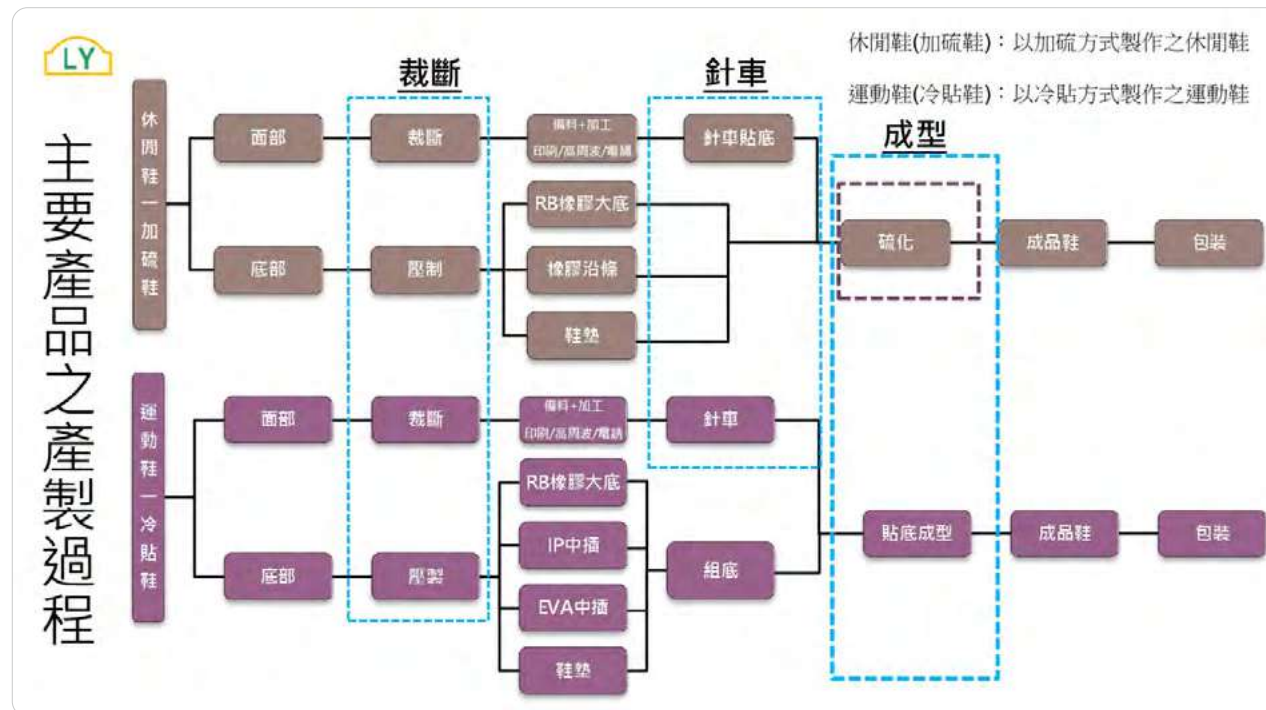 LY
主要產品之產製過程
休閒鞋(加硫鞋)：以加硫方式製作之休閒鞋
運動鞋(冷貼鞋)：以冷貼方式製作之運動鞋
裁斷
針車
成型
休閒鞋—加硫鞋
面部
裁斷
備料+加工
印刷/高周波/電繡
針車貼底
底部
壓制
RB橡膠大底
橡膠沿條
鞋墊
硫化
成品鞋
包裝
運動鞋—冷貼鞋
面部
裁斷
備料+加工
印刷/高周波/電繡
針車
底部
壓製
RB橡膠大底
IP中插
EVA中插
鞋墊
組底
貼底成型
成品鞋
包裝